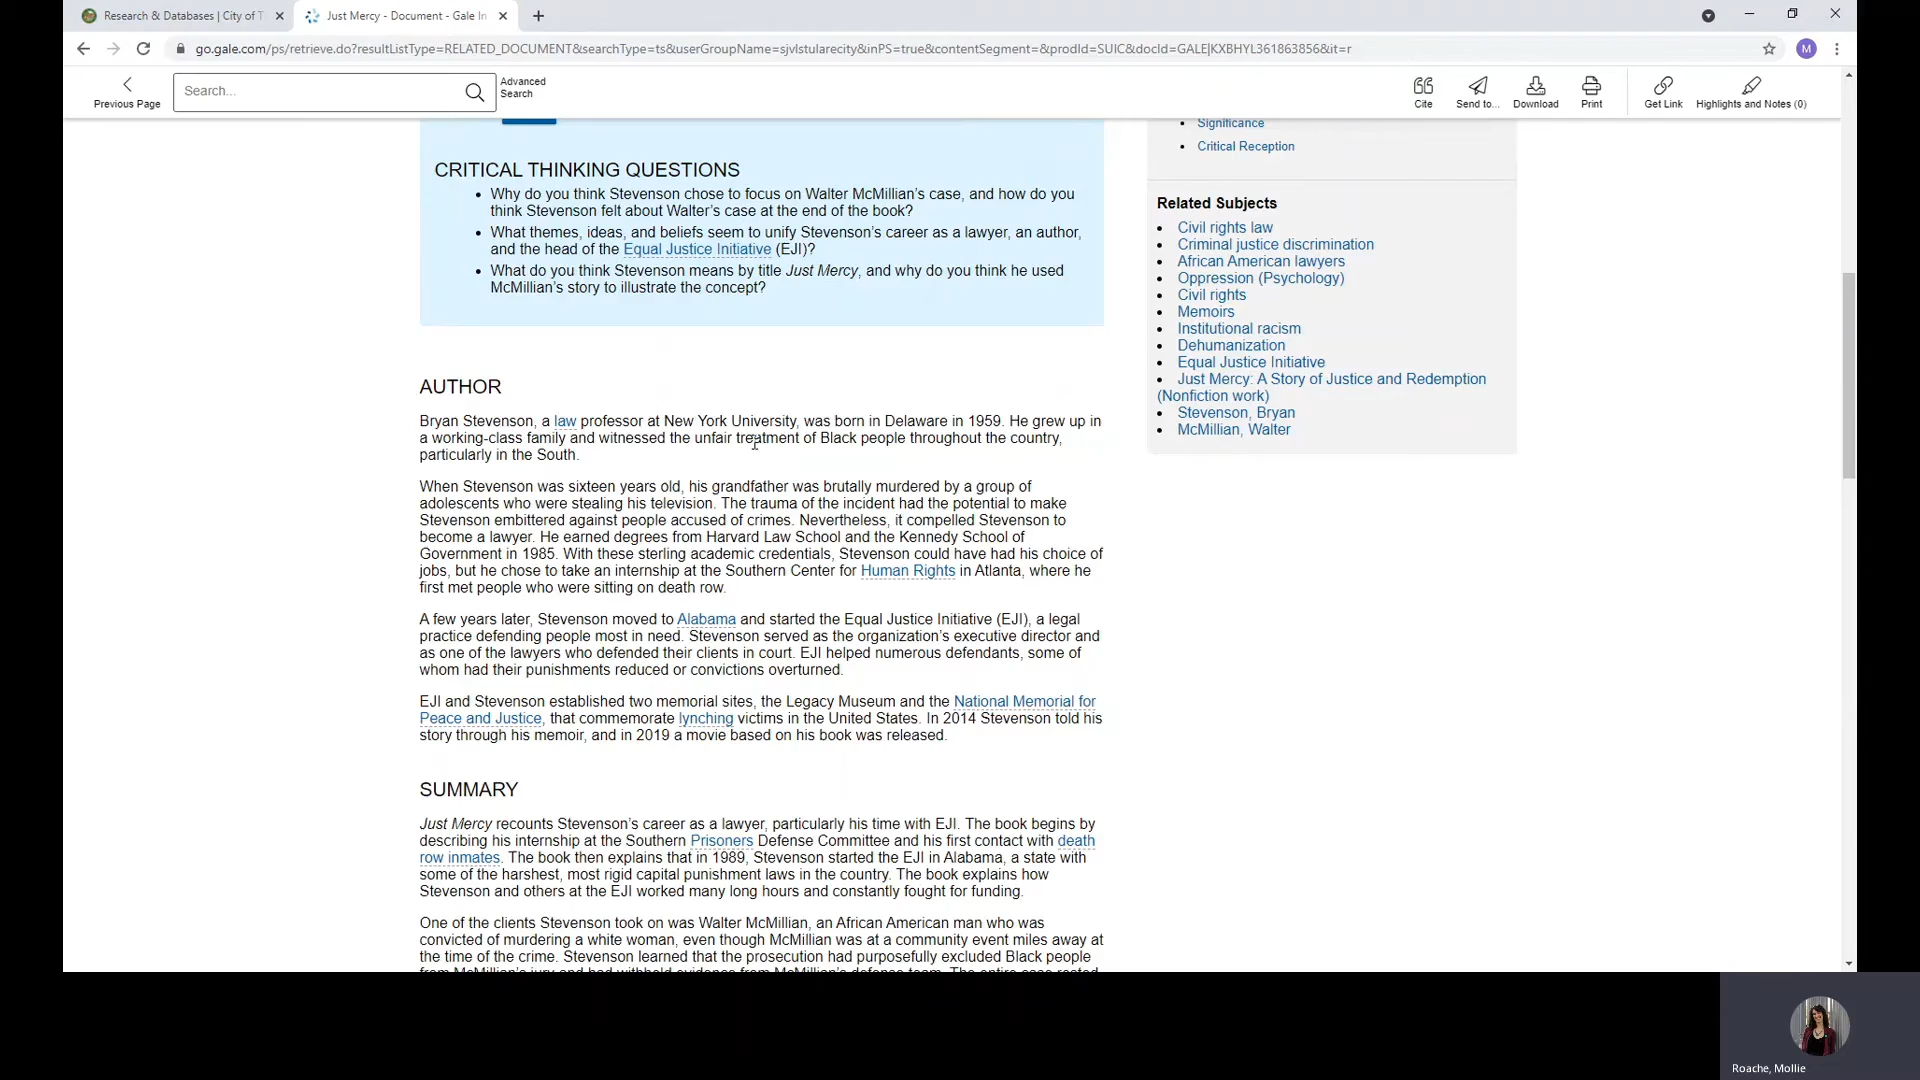 Research & Databases | City of T
Just Mercy - Document - Gale In
go.gale.com/ps/retrieve.do?resultListType=RELATED_DOCUMENT&searchType=ts&userGroupName=sjvlstularecity&inPS=true&contentSegment=&prodId=SUIC&docId=GALE|KXBHYL361863856&it=r
M
Previous Page
Search...
Advanced
Search
Cite
Send to...
Download
Print
Get Link
Highlights and Notes (0)
CRITICAL THINKING QUESTIONS
• Why do you think Stevenson chose to focus on Walter McMillian's case, and how do you
think Stevenson felt about Walter's case at the end of the book?
• What themes, ideas, and beliefs seem to unify Stevenson's career as a lawyer, an author,
and the head of the Equal Justice Initiative (EJI)?
• What do you think Stevenson means by title Just Mercy, and why do you think he used
McMillian's story to illustrate the concept?
AUTHOR
Bryan Stevenson, a law professor at New York University, was born in Delaware in 1959. He grew up in
a working-class family and witnessed the unfair treatment of Black people throughout the country,
particularly in the South.
When Stevenson was sixteen years old, his grandfather was brutally murdered by a group of
adolescents who were stealing his television. The trauma of the incident had the potential to make
Stevenson embittered against people accused of crimes. Nevertheless, it compelled Stevenson to
become a lawyer. He earned degrees from Harvard Law School and the Kennedy School of
Government in 1985. With these sterling academic credentials, Stevenson could have had his choice of
jobs, but he chose to take an internship at the Southern Center for Human Rights in Atlanta, where he
first met people who were sitting on death row.
A few years later, Stevenson moved to Alabama and started the Equal Justice Initiative (EJI), a legal
practice defending people most in need. Stevenson served as the organization's executive director and
as one of the lawyers who defended their clients in court. EJI helped numerous defendants, some of
whom had their punishments reduced or convictions overturned.
EJI and Stevenson established two memorial sites, the Legacy Museum and the National Memorial for
Peace and Justice, that commemorate lynching victims in the United States. In 2014 Stevenson told his
story through his memoir, and in 2019 a movie based on his book was released.
SUMMARY
Just Mercy recounts Stevenson's career as a lawyer, particularly his time with EJI. The book begins by
describing his internship at the Southern Prisoners Defense Committee and his first contact with death
row inmates. The book then explains that in 1989, Stevenson started the EJI in Alabama, a state with
some of the harshest, most rigid capital punishment laws in the country. The book explains how
Stevenson and others at the EJI worked many long hours and constantly fought for funding.
One of the clients Stevenson took on was Walter McMillian, an African American man who was
convicted of murdering a white woman, even though McMillian was at a community event miles away at
the time of the crime. Stevenson learned that the prosecution had purposefully excluded Black people
from McMillian's jury and had withheld evidence from McMillian's defense team. The entire case rested
• Significance
• Critical Reception
Related Subjects
• Civil rights law
• Criminal justice discrimination
• African American lawyers
• Oppression (Psychology)
• Civil rights
• Memoirs
• Institutional racism
• Dehumanization
• Equal Justice Initiative
• Just Mercy: A Story of Justice and Redemption
(Nonfiction work)
• Stevenson, Bryan
• McMillian, Walter
Roache, Mollie